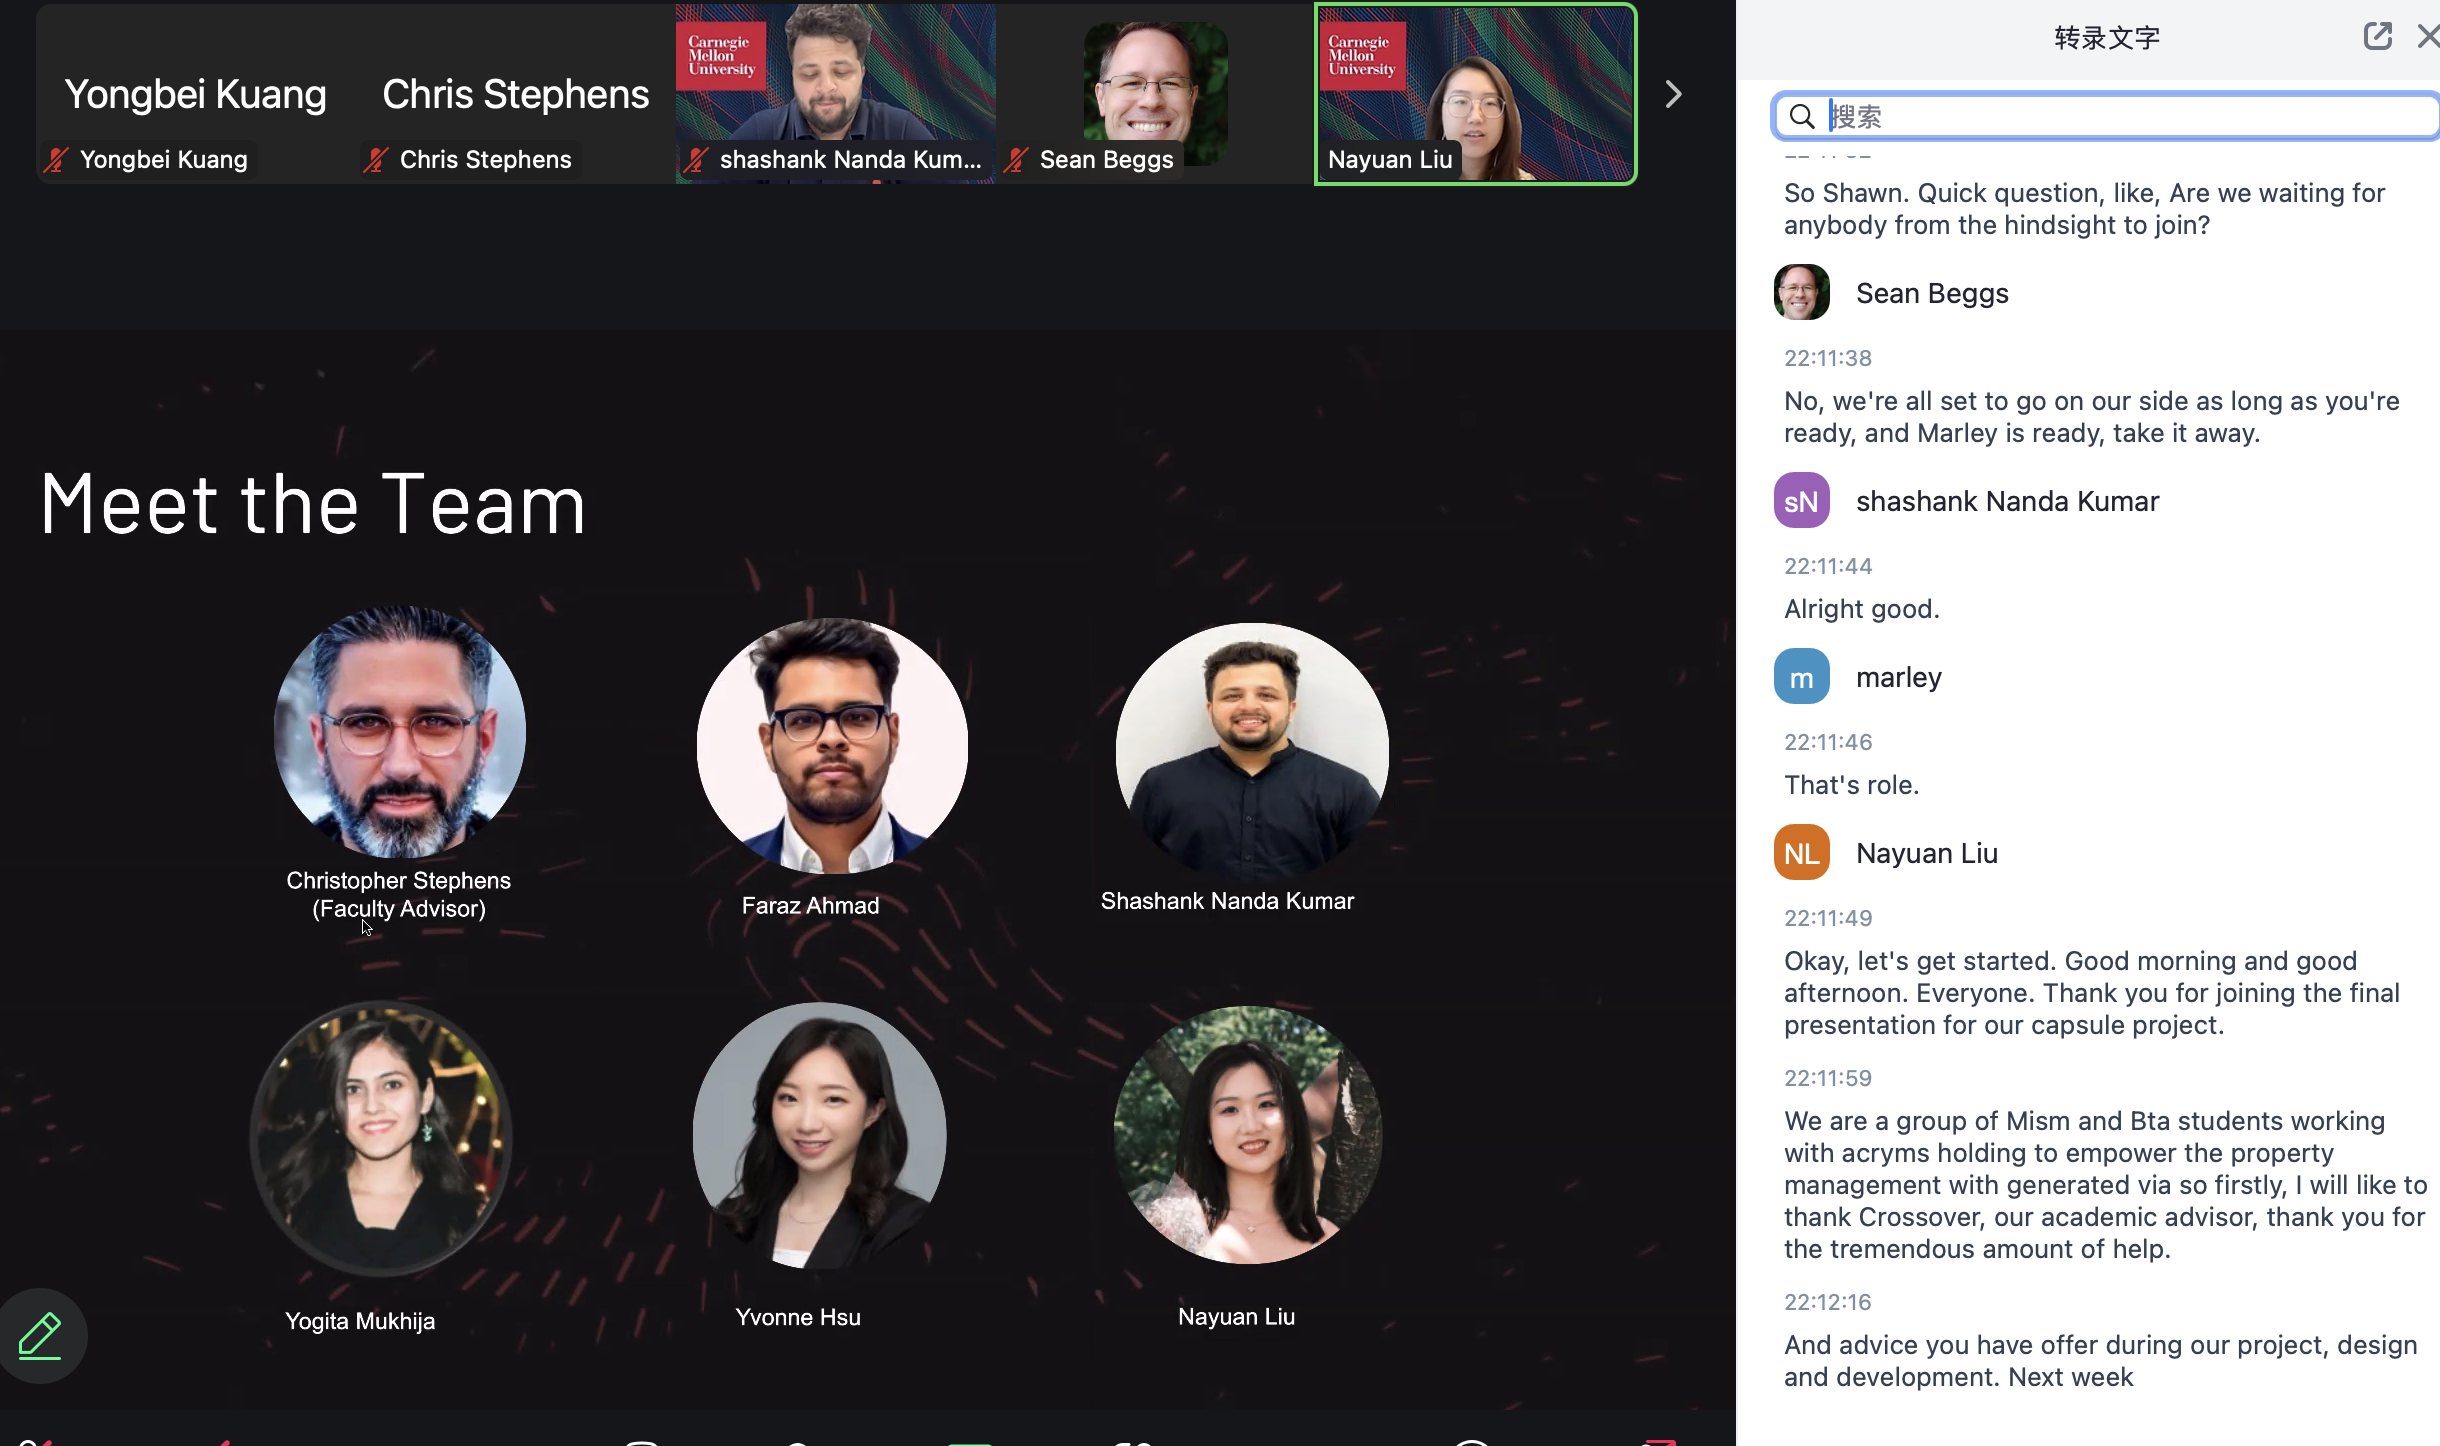 Yongbei Kuang
Chris Stephens
Carnegie
Mellon
University
Carnegie
Mellon
University
Yongbei Kuang
Chris Stephens
shashank Nanda Kum...
Sean Beggs
Nayuan Liu
Meet the Team
Christopher Stephens
(Faculty Advisor)
Faraz Ahmad
Shashank Nanda Kumar
Yogita Mukhija
Yvonne Hsu
Nayuan Liu
转录文字
搜索
So Shawn. Quick question, like, Are we waiting for
anybody from the hindsight to join?
Sean Beggs
22:11:38
No, we're all set to go on our side as long as you're
ready, and Marley is ready, take it away.
sN
shashank Nanda Kumar
22:11:44
Alright good.
m
marley
22:11:46
That's role.
NL
Nayuan Liu
22:11:49
Okay, let's get started. Good morning and good
afternoon. Everyone. Thank you for joining the final
presentation for our capsule project.
22:11:59
We are a group of Mism and Bta students working
with acryms holding to empower the property
management with generated via so firstly, I will like to
thank Crossover, our academic advisor, thank you for
the tremendous amount of help.
22:12:16
And advice you have offer during our project, design
and development. Next week